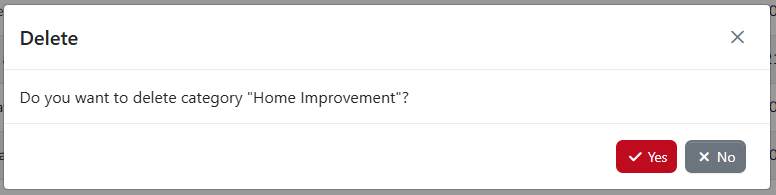 Delete
Do you want to delete category "Home Improvement"?
Yes
No